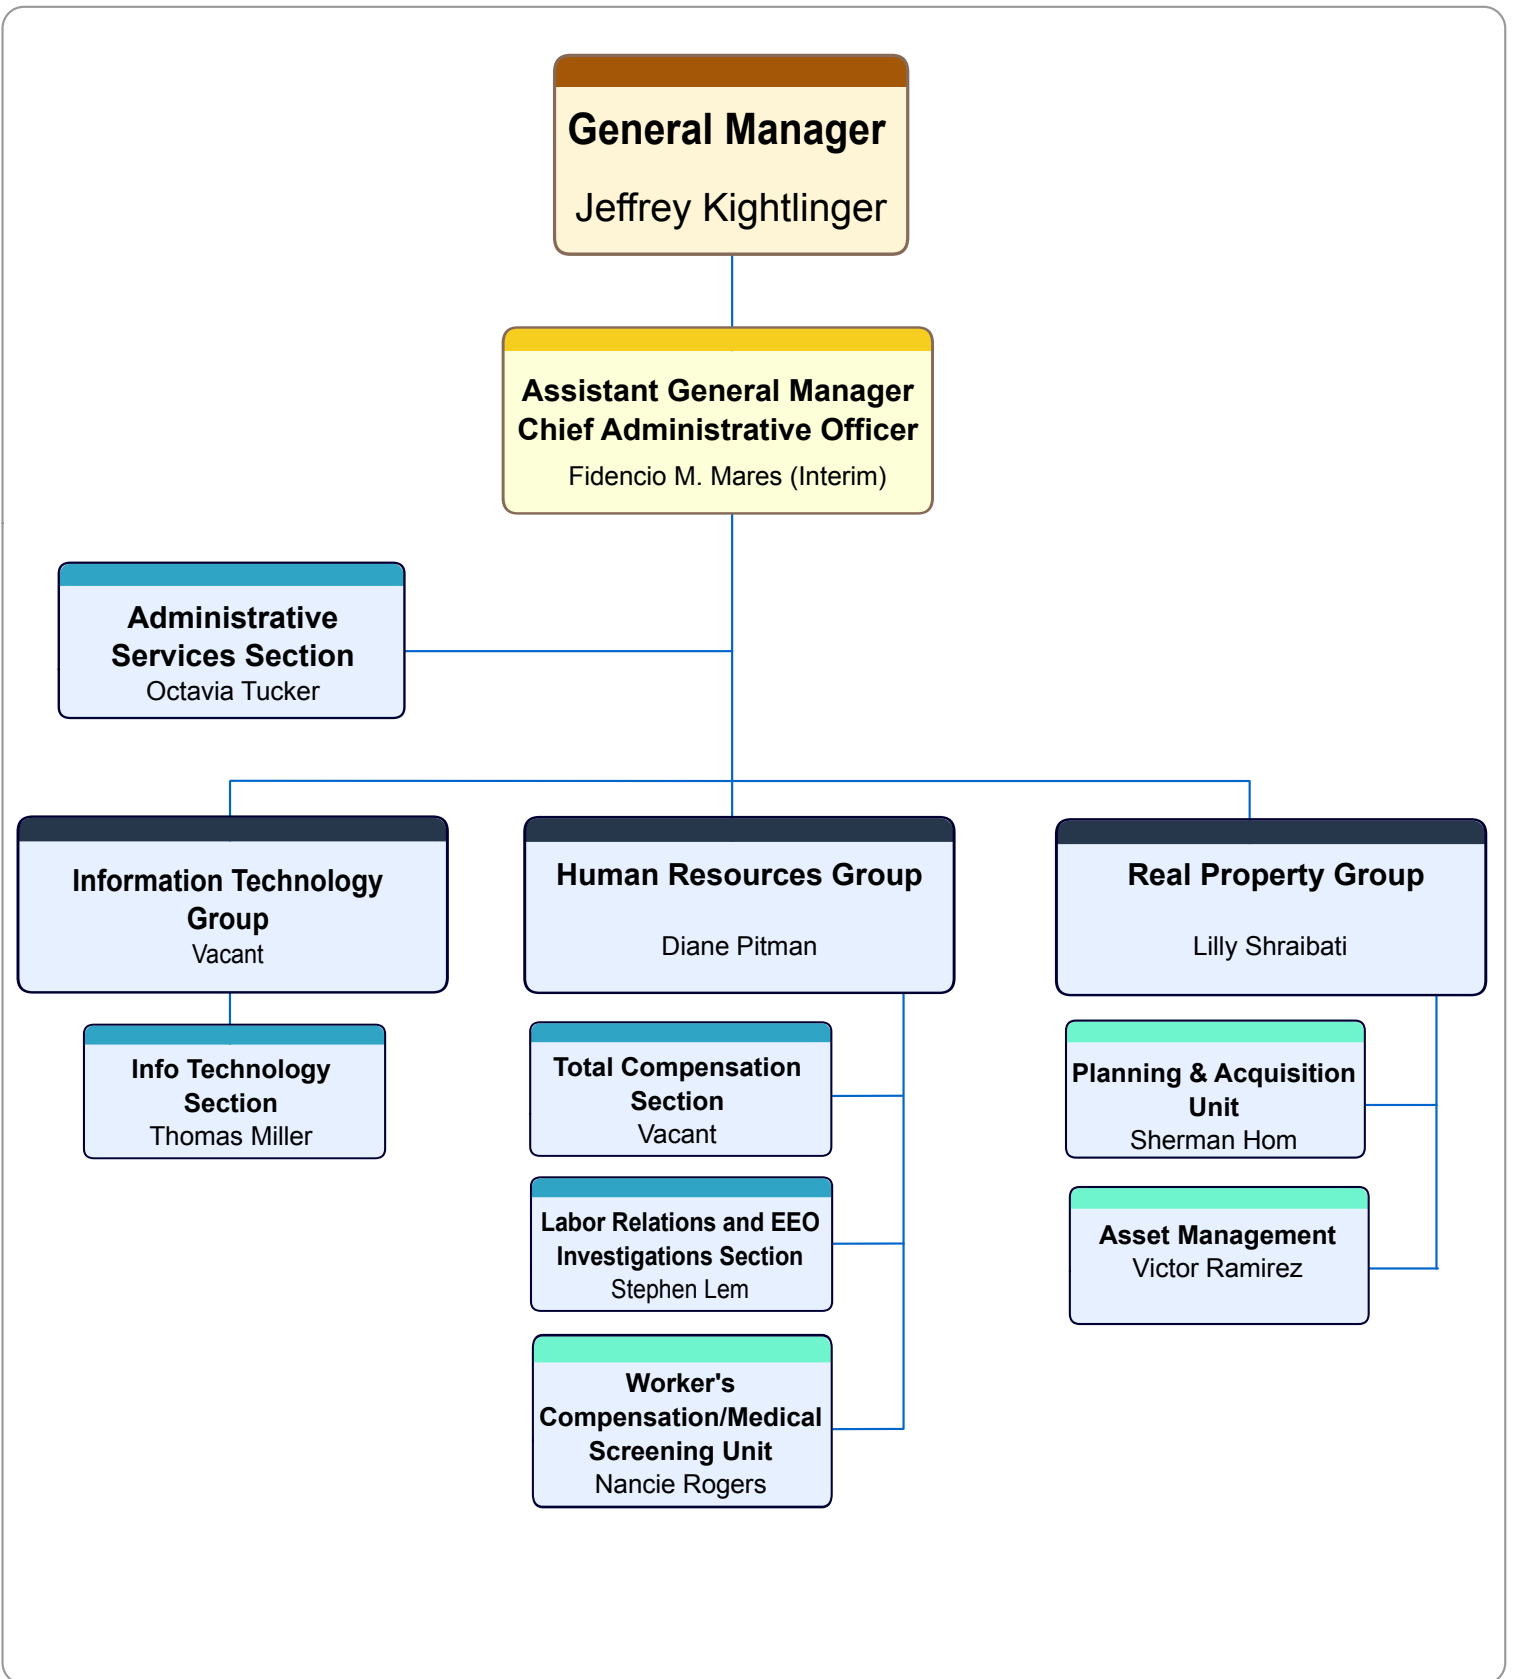 General Manager
Jeffrey Kightlinger
Assistant General Manager
Chief Administrative Officer
Fidencio M. Mares (Interim)
Administrative
Services Section
Octavia Tucker
Information Technology
Group
Vacant
Human Resources Group
Diane Pitman
Real Property Group
Lilly Shraibati
Info Technology
Section
Thomas Miller
Total Compensation
Section
Vacant
Labor Relations and EEO
Investigations Section
Stephen Lem
Worker's
Compensation/Medical
Screening Unit
Nancie Rogers
Planning & Acquisition
Unit
Sherman Hom
Asset Management
Victor Ramirez